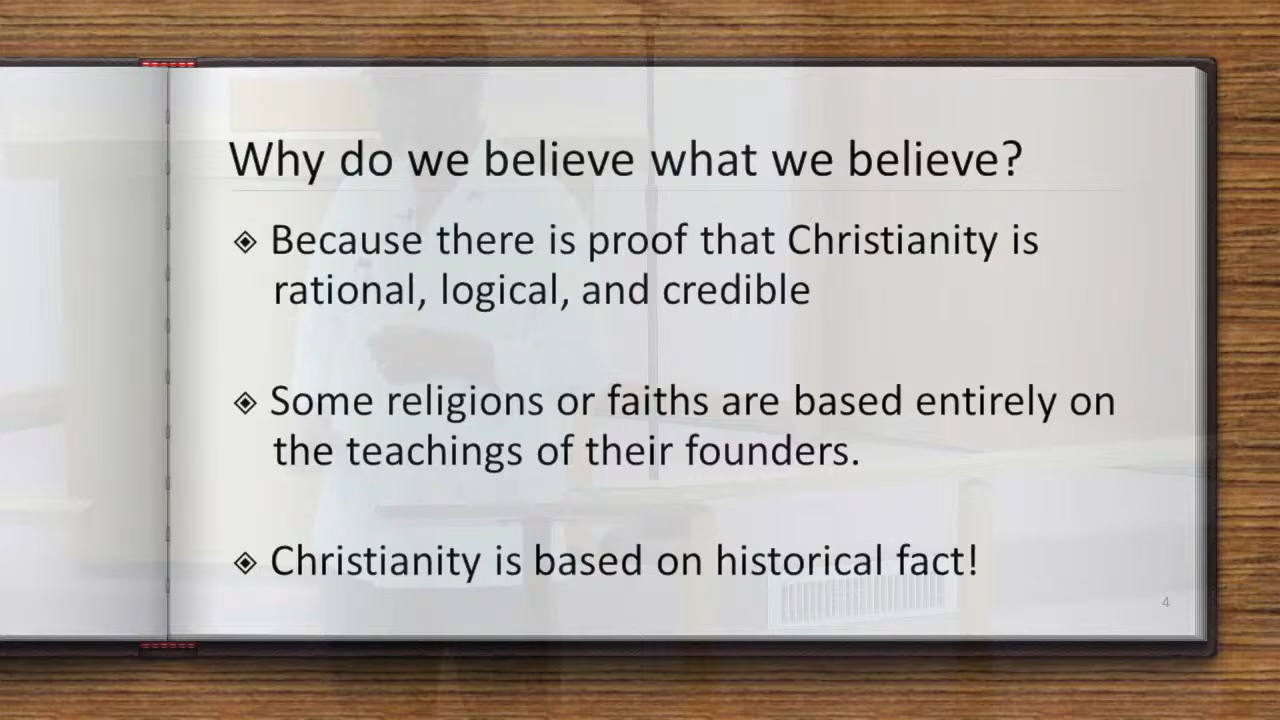 Why do we believe what we believe?
Because there is proof that Christianity is
rational, logical, and credible
Some religions or faiths are based entirely on
the teachings of their founders.
Christianity is based on historical fact!
4